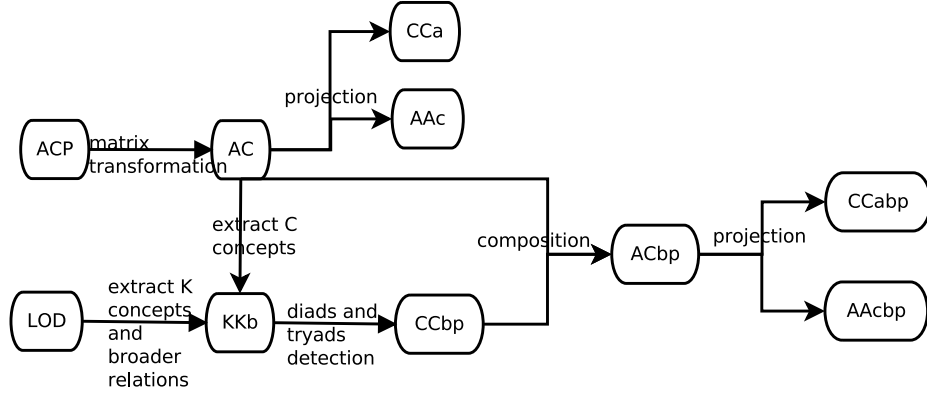 CCa
projection
AAc
ACP
matrix
transformation
AC
extract C
concepts
composition
ACbp
projection
CCabp
AAcbp
LOD
extract K
concepts
and
broader
relations
KKb
diads and
tryads
detection
CCbp